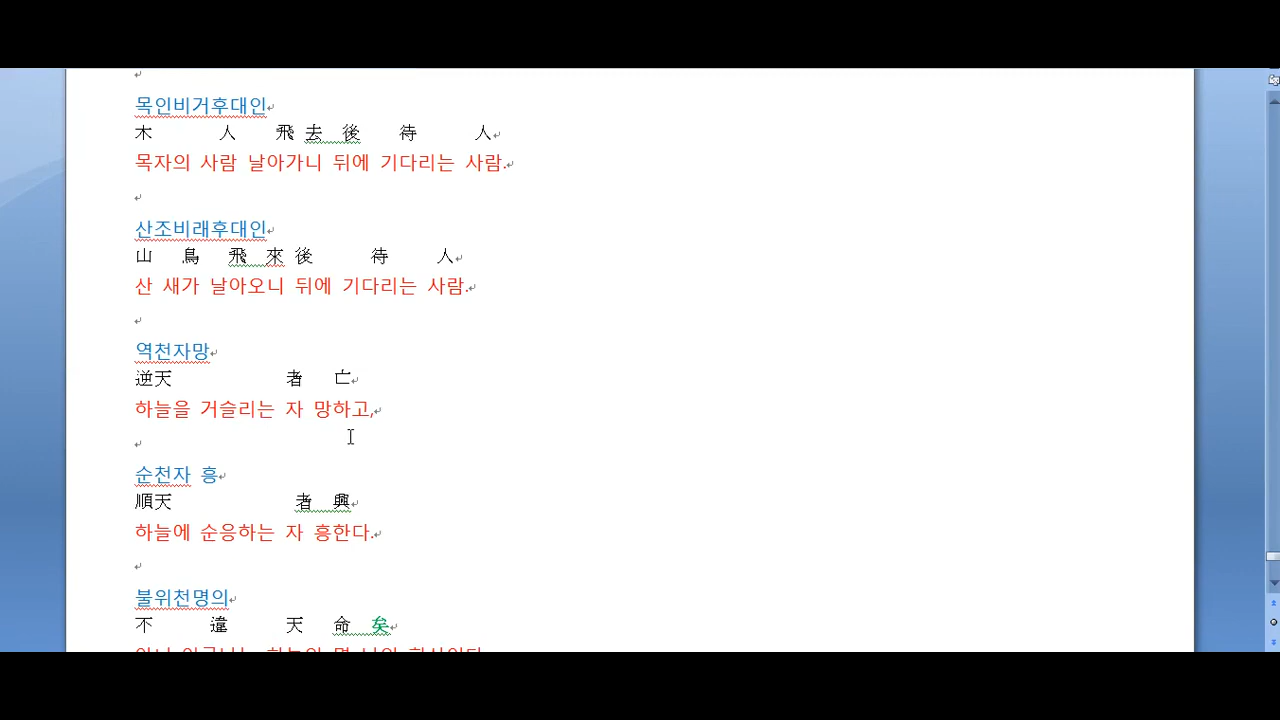 목인비거후대인
木 人 飛 去 後 待 人
목자의 사람 날아가니 뒤에 기다리는 사람.
산조비래후대인
山 鳥 飛 來 後 待 人
산 새가 날아오니 뒤에 기다리는 사람.
역천자망
逆天 者 亡
하늘을 거슬리는 자 망하고,
순천자 흥
順天 者 興
하늘에 순응하는 자 흥한다.
불위천명의
不 違 天 命 矣